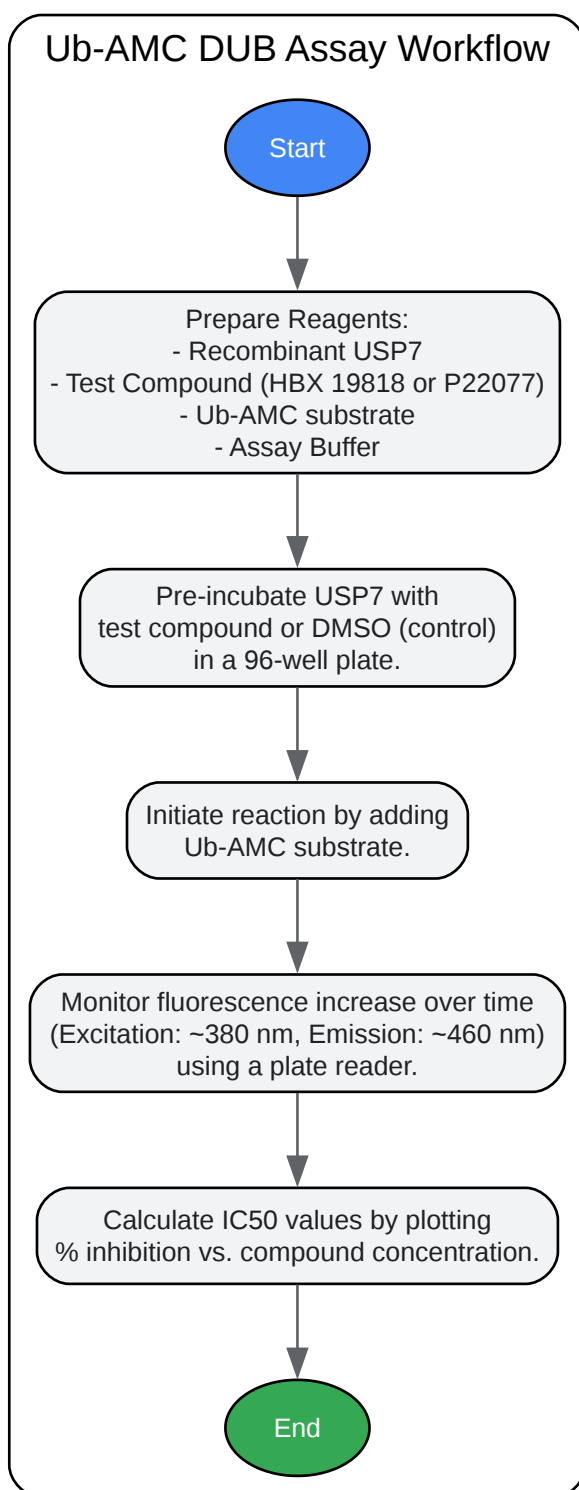 Ub-AMC DUB Assay Workflow
Start
Prepare Reagents:
- Recombinant USP7
- Test Compound (HBX 19818 or P22077)
- Ub-AMC substrate
- Assay Buffer
Pre-incubate USP7 with
test compound or DMSO (control)
in a 96-well plate.
Initiate reaction by adding
Ub-AMC substrate.
Monitor fluorescence increase over time
(Excitation: ~380 nm, Emission: ~460 nm)
using a plate reader.
Calculate IC50 values by plotting
% inhibition vs. compound concentration.
End